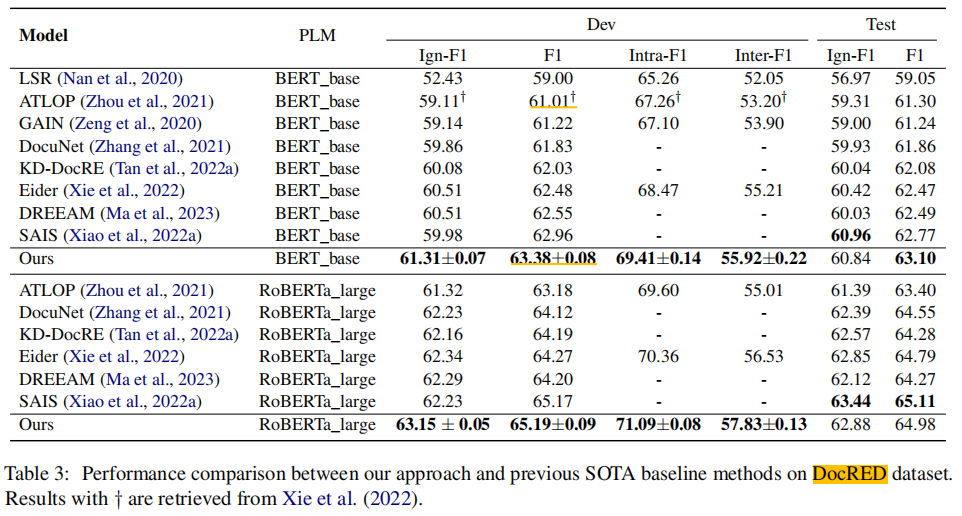 Model PLM Dev Test
Ign-F1 F1 Intra-F1 Inter-F1 Ign-F1 F1
LSR (Nan et al., 2020) BERT_base 52.43 59.00 65.26 52.05 56.97 59.05
ATLOP (Zhou et al., 2021) BERT_base 59.11† 61.01† 67.26† 53.20† 59.31 61.30
GAIN (Zeng et al., 2020) BERT_base 59.14 61.22 67.10 53.90 59.00 61.24
DocuNet (Zhang et al., 2021) BERT_base 59.86 61.83 - - 59.93 61.86
KD-DocRE (Tan et al., 2022a) BERT_base 60.08 62.03 - - 60.04 62.08
Eider (Xie et al., 2022) BERT_base 60.51 62.48 68.47 55.21 60.42 62.47
DREEAM (Ma et al., 2023) BERT_base 60.51 62.55 - - 60.03 62.49
SAIS (Xiao et al., 2022a) BERT_base 59.98 62.96 - - 60.96 62.77
Ours BERT_base 61.31±0.07 63.38±0.08 69.41±0.14 55.92±0.22 60.84 63.10
ATLOP (Zhou et al., 2021) RoBERTa_large 61.32 63.18 69.60 55.01 61.39 63.40
DocuNet (Zhang et al., 2021) RoBERTa_large 62.23 64.12 - - 62.39 64.55
KD-DocRE (Tan et al., 2022a) RoBERTa_large 62.16 64.19 - - 62.57 64.28
Eider (Xie et al., 2022) RoBERTa_large 62.34 64.27 70.36 56.53 62.85 64.79
DREEAM (Ma et al., 2023) RoBERTa_large 62.29 64.20 - - 62.12 64.27
SAIS (Xiao et al., 2022a) RoBERTa_large 62.23 65.17 - - 63.44 65.11
Ours RoBERTa_large 63.15 ± 0.05 65.19±0.09 71.09±0.08 57.83±0.13 62.88 64.98
Table 3: Performance comparison between our approach and previous SOTA baseline methods on DocRED dataset.
Results with † are retrieved from Xie et al. (2022).